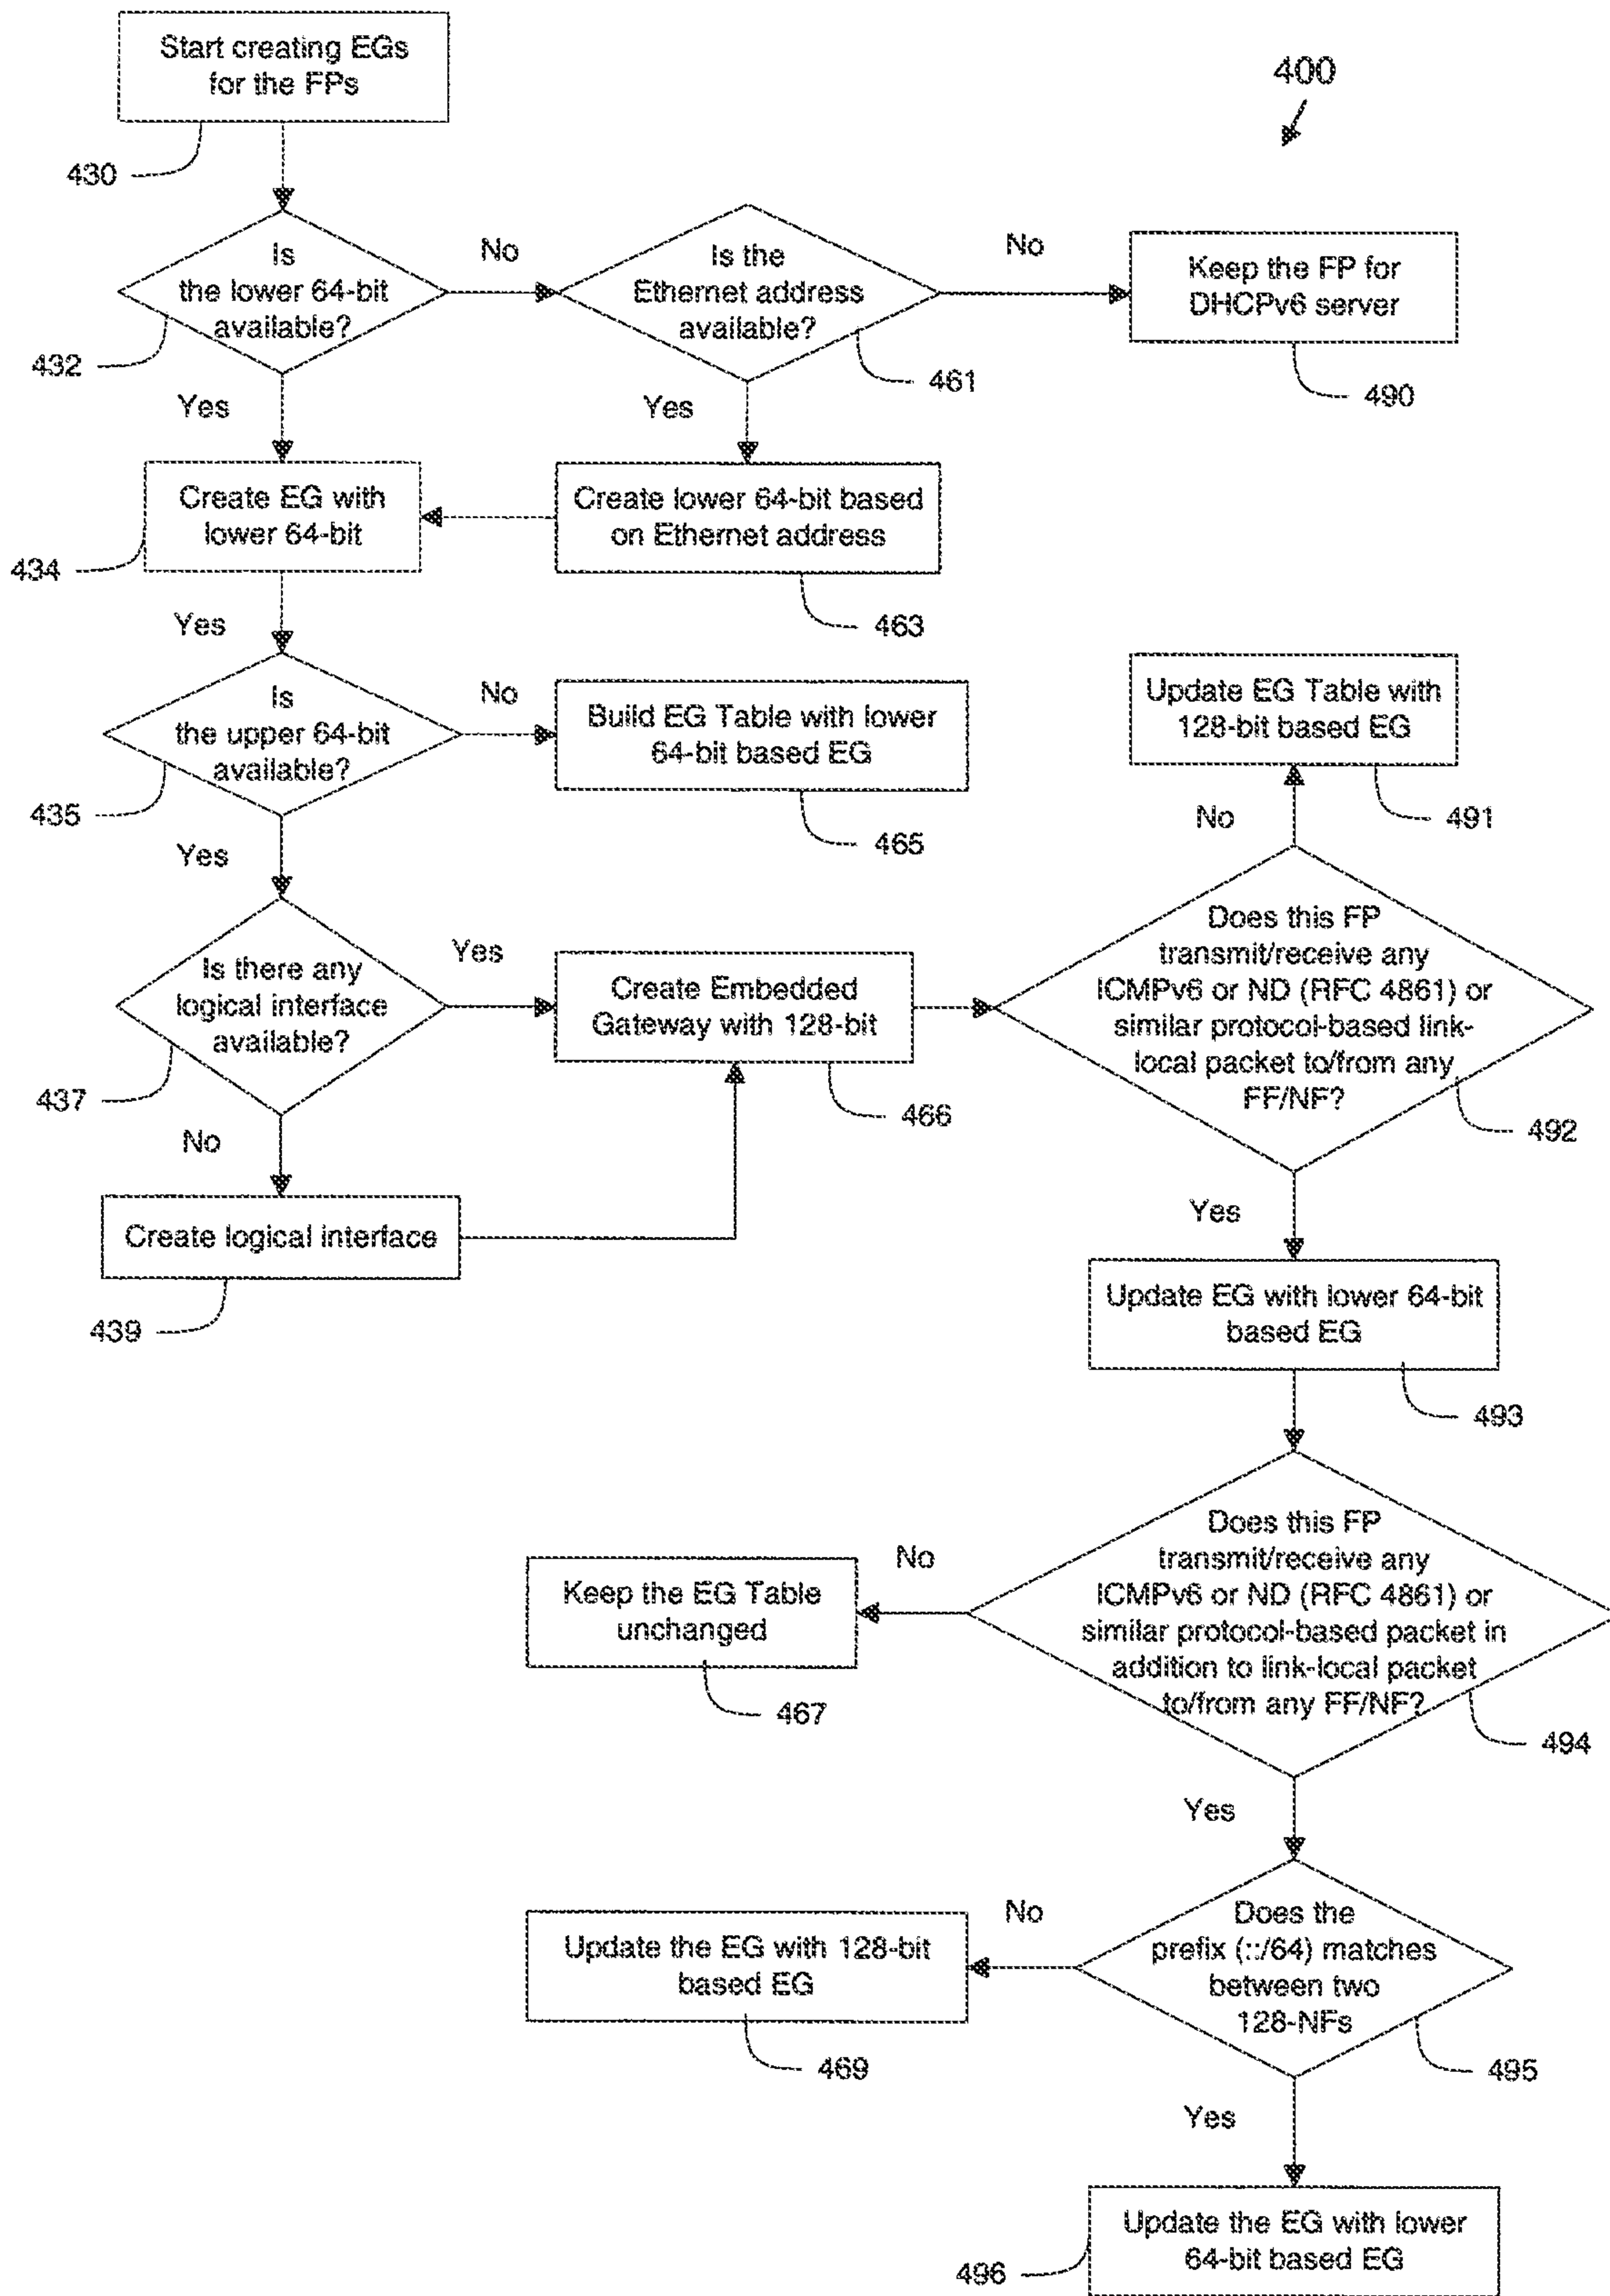 Start creating EGs
for the FPs
400
430
Is
the lower 64-bit
available?
No
Is the
Ethernet address
available?
No
Keep the FP for
DHCPv6 server
432
461
490
Yes
Yes
Create EG with
lower 64-bit
Create lower 64-bit based
on Ethernet address
434
463
Yes
Is
the upper 64-bit
available?
No
Build EG Table with lower
64-bit based EG
Update EG Table with
128-bit based EG
435
465
491
Yes
No
Is there any
logical interface
available?
Yes
Create Embedded
Gateway with 128-bit
Does this FP
transmit/receive any
ICMPv6 or ND (RFC 4861) or
similar protocol-based link-
local packet to/from any
FF/NF?
437
466
492
No
Yes
Create logical interface
439
Update EG with lower 64-bit
based EG
493
Does this FP
transmit/receive any
ICMPv6 or ND (RFC 4861) or
similar protocol-based packet in
addition to link-local packet
to/from any FF/NF?
No
Keep the EG Table
unchanged
467
494
Yes
Does the
prefix (::/64) matches
between two
128-NFs
No
Update the EG with 128-bit
based EG
469
495
Yes
Update the EG with lower
64-bit based EG
496